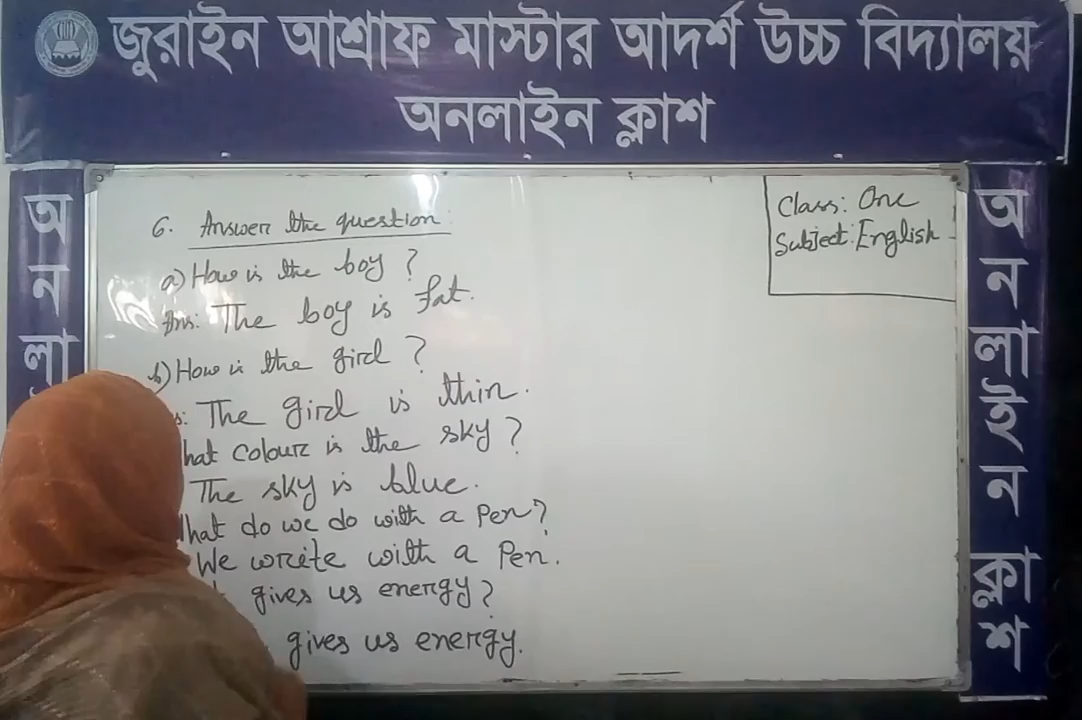 জুরাইন আশ্রাফ মাস্টার আদর্শ উচ্চ বিদ্যালয়
অনলাইন ক্লাশ
অ
ন
লা
Class: One
Subject: English
6. Answer the question:
a) How is the boy?
Ans: The boy is fat.
b) How is the girl?
s: The girl is thin.
hat colour is the sky?
The sky is blue.
hat do we do with a pen?
We write with a pen.
gives us energy?
gives us energy.
অ
ন
লা
ই
ন
ক্লা
শ